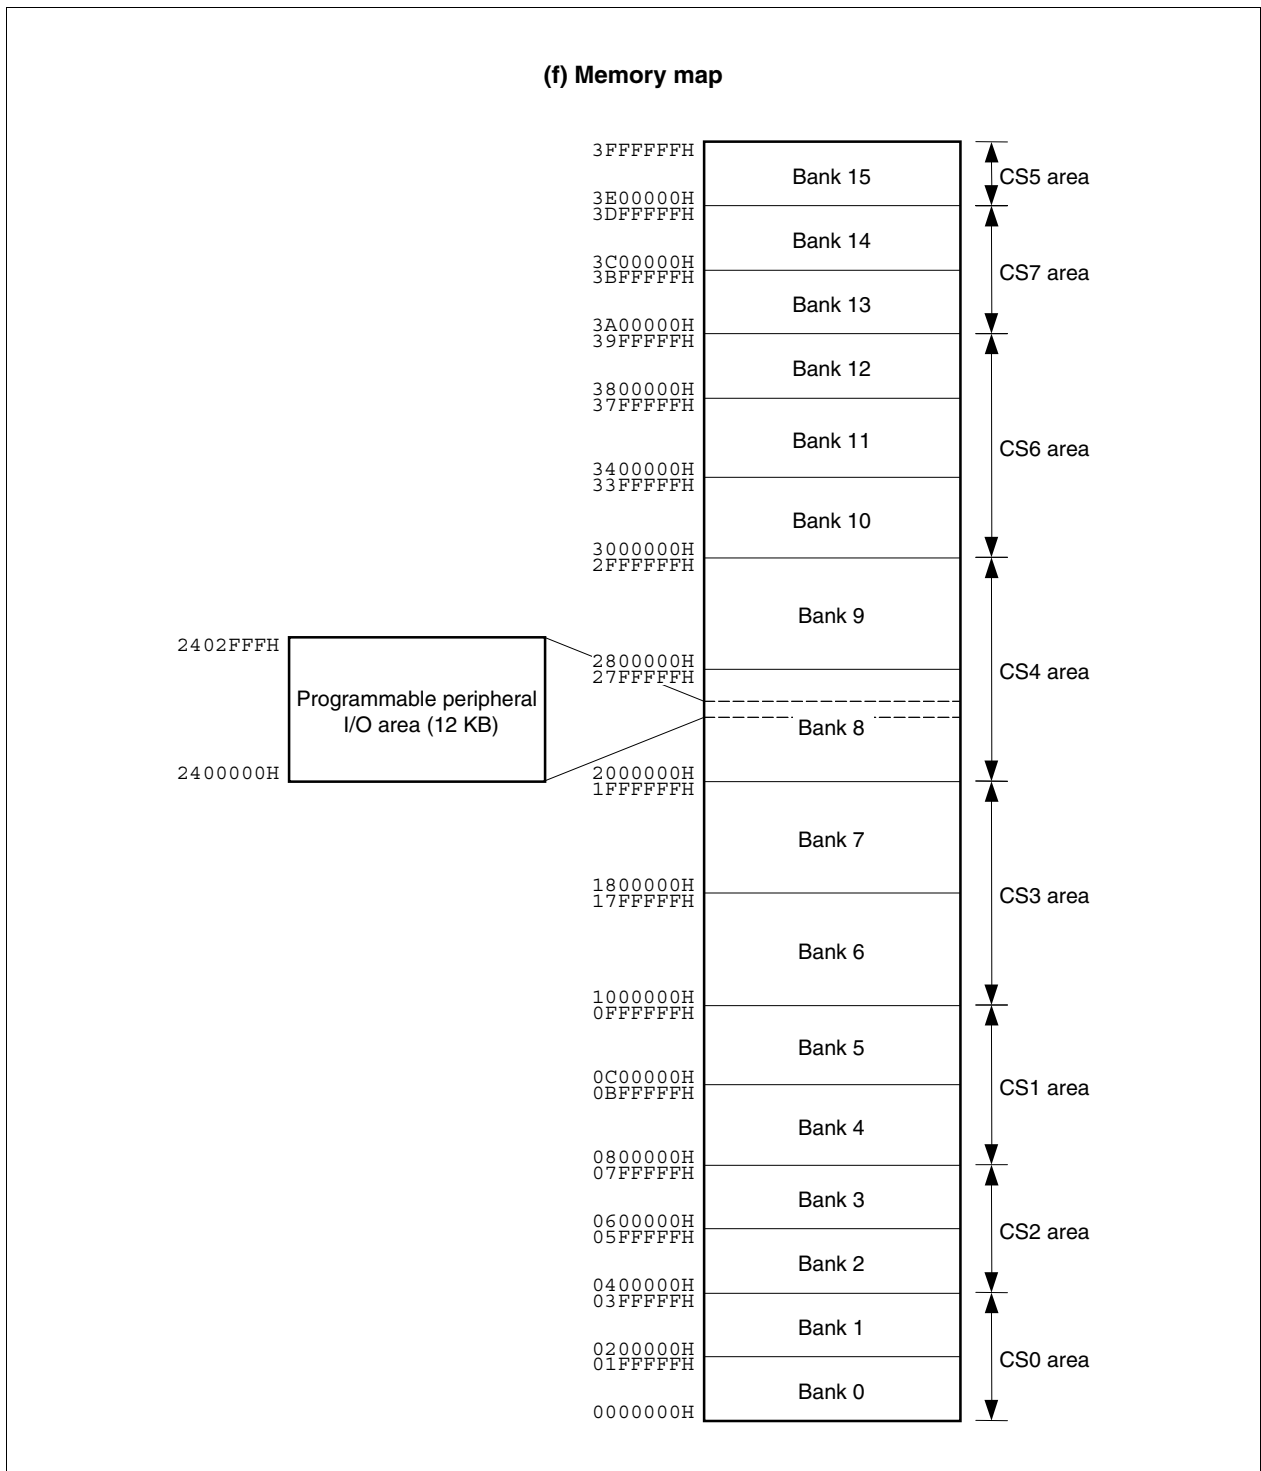 (f) Memory map
3FFFFFFH
Bank 15
CS5 area
3E00000H
3DFFFFFH
Bank 14
3C00000H
3BFFFFFH
CS7 area
Bank 13
3A00000H
39FFFFFH
Bank 12
3800000H
37FFFFFH
Bank 11
CS6 area
3400000H
33FFFFFH
Bank 10
3000000H
2FFFFFFH
Bank 9
2402FFFH
2800000H
27FFFFFH
CS4 area
Programmable peripheral
I/O area (12 KB)
Bank 8
2400000H
2000000H
1FFFFFFH
Bank 7
1800000H
17FFFFFH
CS3 area
Bank 6
1000000H
0FFFFFFH
Bank 5
0C00000H
0BFFFFFH
CS1 area
Bank 4
0800000H
07FFFFFH
Bank 3
0600000H
05FFFFFH
CS2 area
Bank 2
0400000H
03FFFFFH
Bank 1
0200000H
01FFFFFH
CS0 area
Bank 0
0000000H